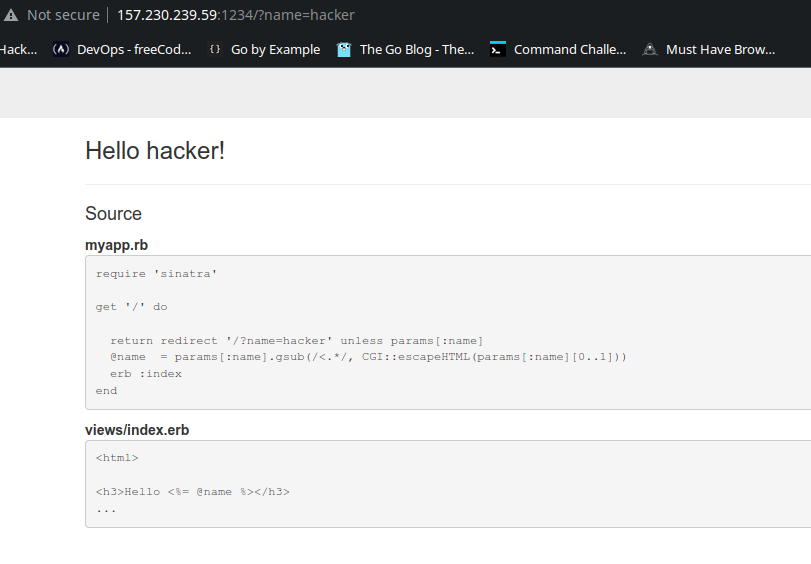 Not secure 157.230.239.59:1234/?name=hacker
Hack... DevOps - freeCod... Go by Example The Go Blog - The... Command Challe... Must Have Brow...
Hello hacker!
Source
myapp.rb
require 'sinatra'
get '/' do
return redirect '/?name=hacker' unless params[:name]
@name = params[:name].gsub(/<.*/, CGI::escapeHTML(params[:name][0..1]))
erb :index
end
views/index.erb
<html>
<h3>Hello <%= @name %></h3>
...